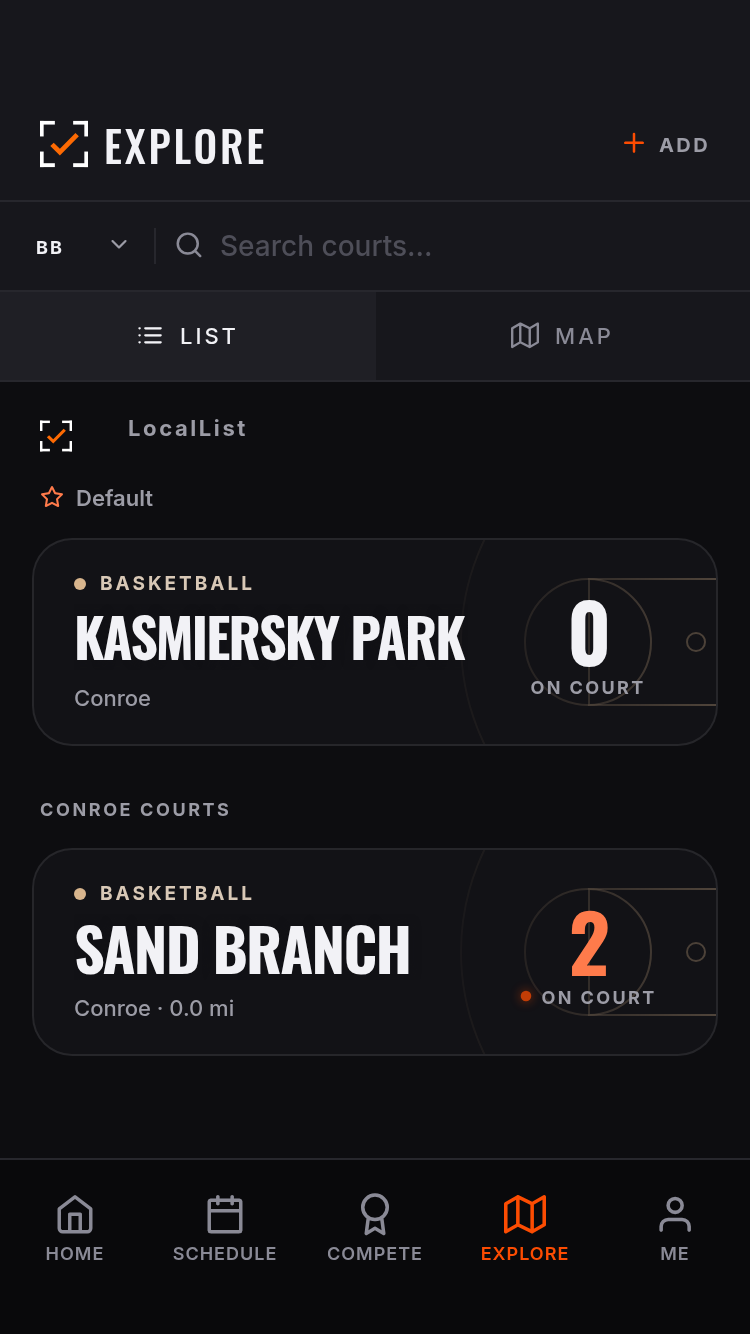 EXPLORE
ADD
BB
Search courts...
LIST
MAP
LocalList
Default
BASKETBALL
KASMIERSKY PARK
Conroe
0
ON COURT
CONROE COURTS
BASKETBALL
SAND BRANCH
Conroe · 0.0 mi
2
ON COURT
HOME
SCHEDULE
COMPETE
EXPLORE
ME